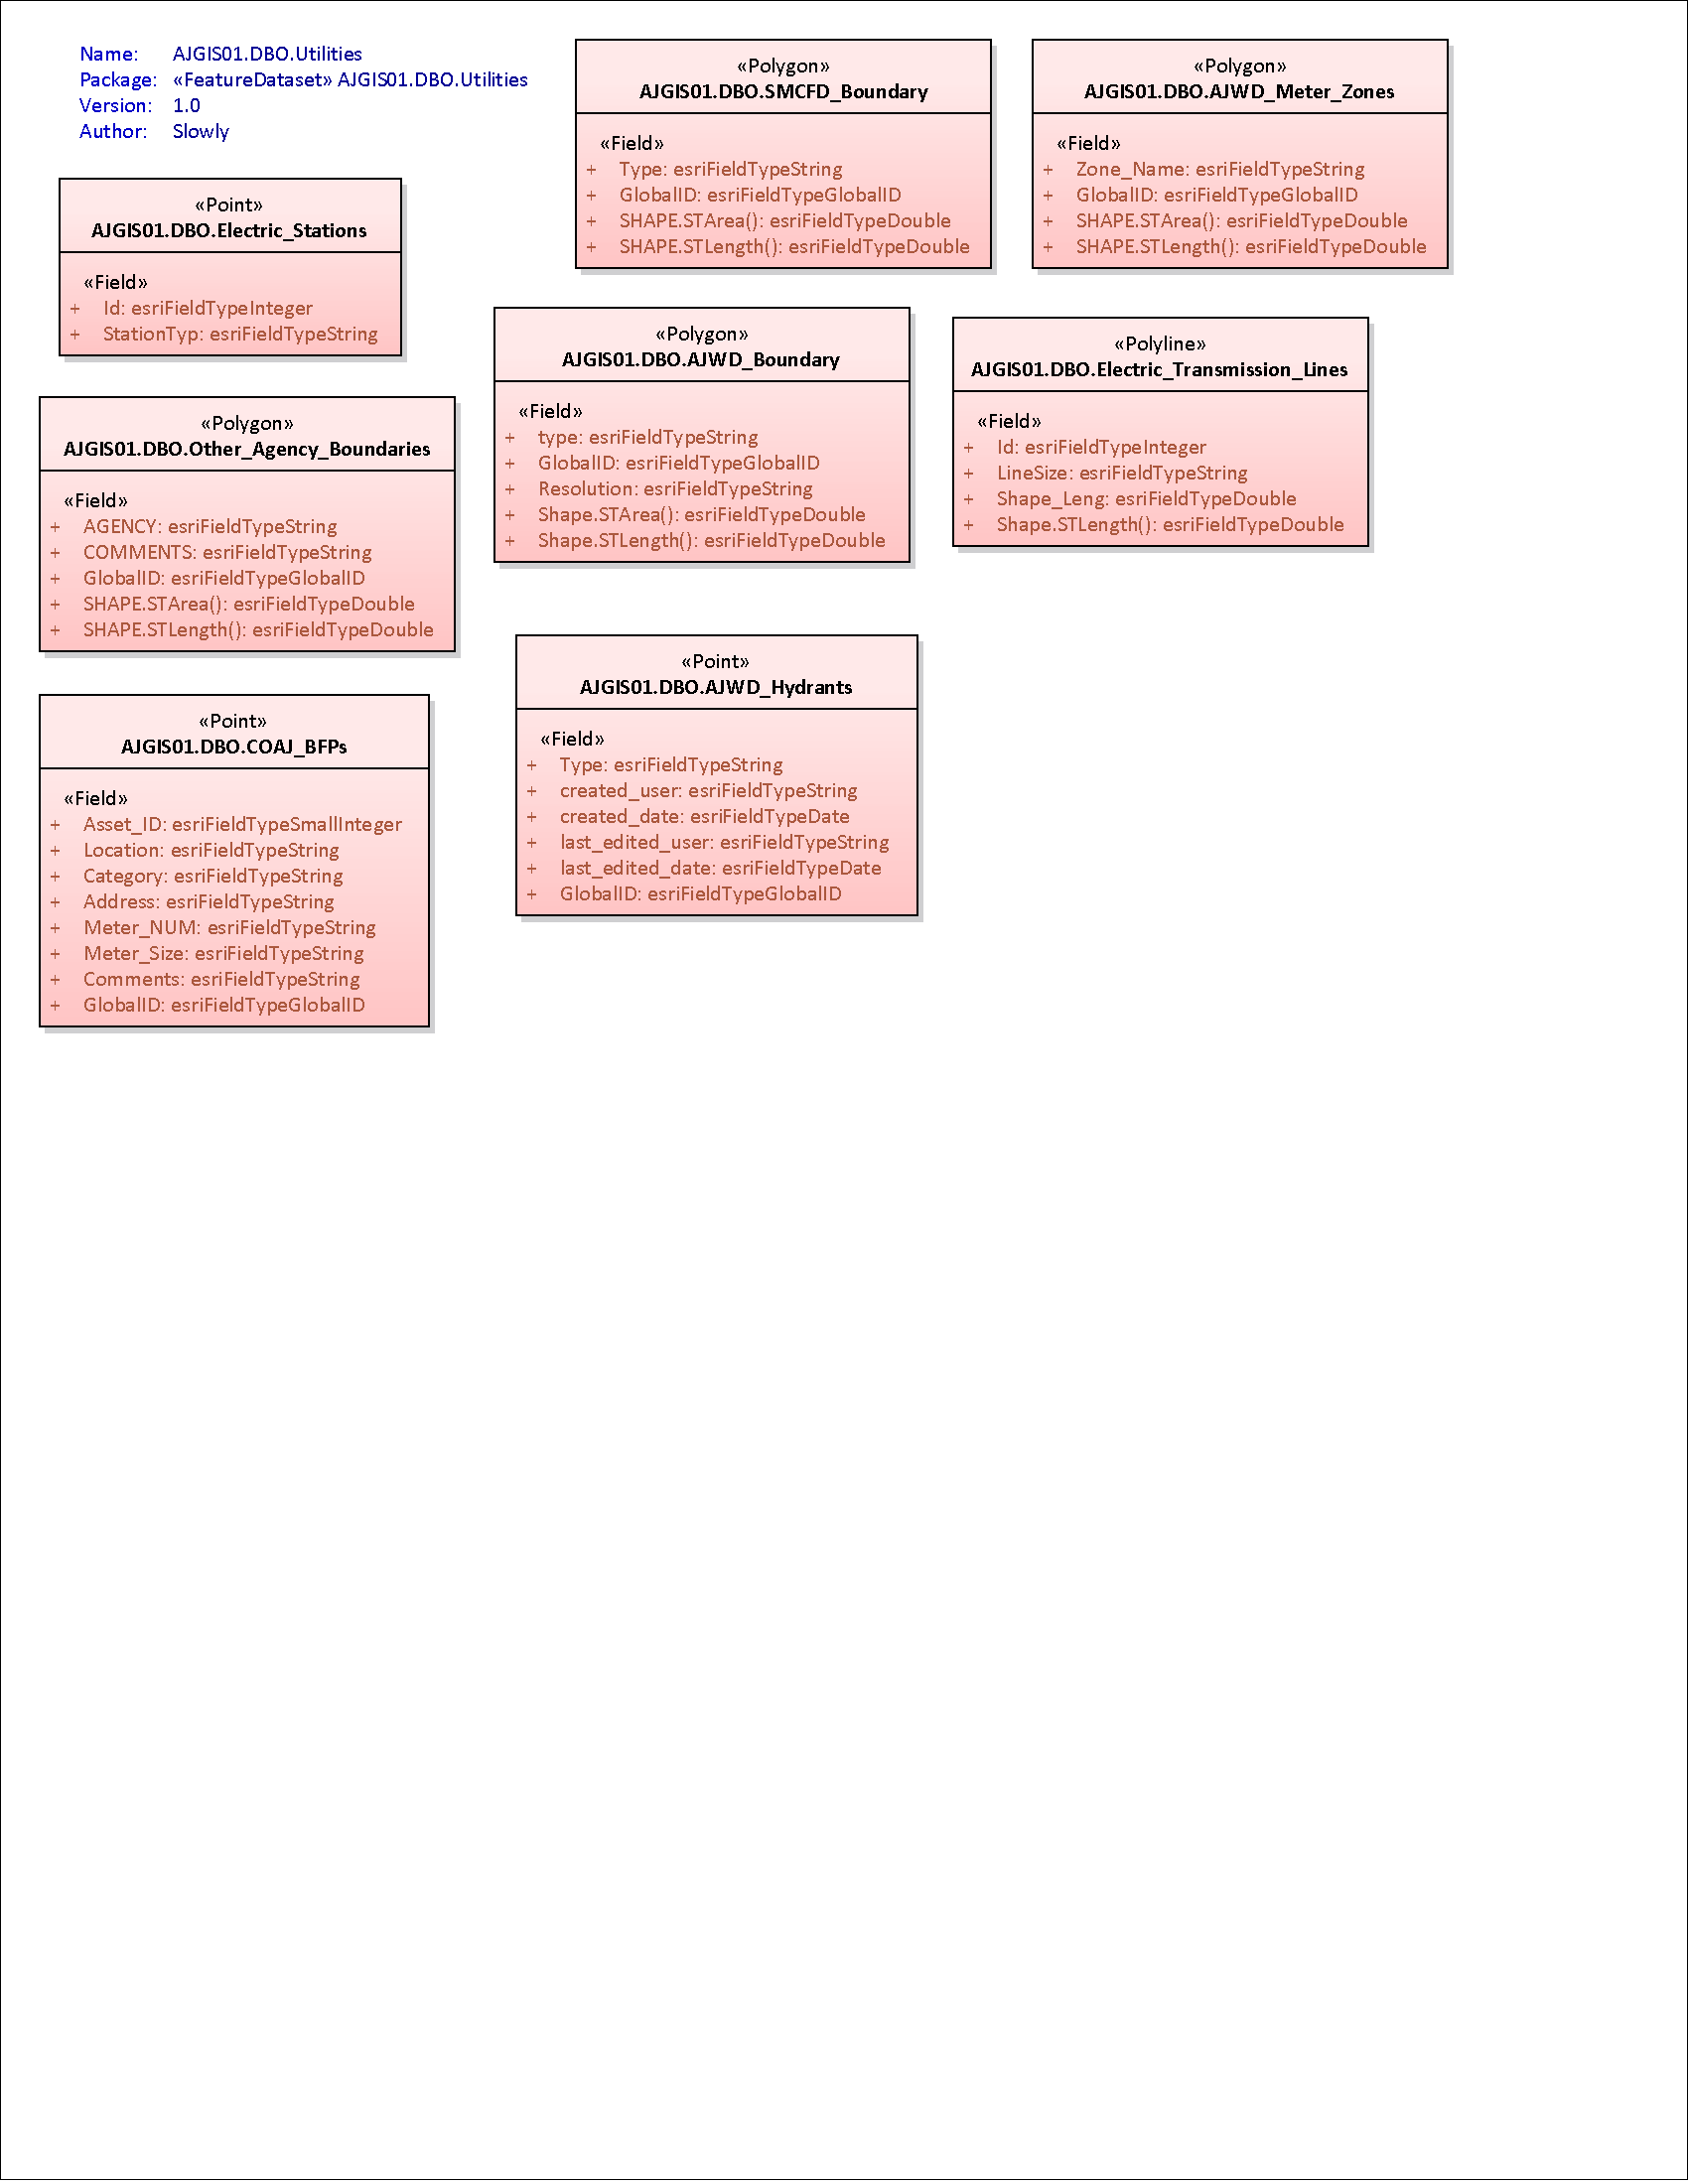 Name: AJGIS01.DBO.Utilities
Package: «FeatureDataset» AJGIS01.DBO.Utilities
Version: 1.0
Author: Slowly
«Point»
AJGIS01.DBO.Electric_Stations
«Field»
+ Id: esriFieldTypeInteger
+ StationTyp: esriFieldTypeString
«Polygon»
AJGIS01.DBO.Other_Agency_Boundaries
«Field»
+ AGENCY: esriFieldTypeString
+ COMMENTS: esriFieldTypeString
+ GlobalID: esriFieldTypeGlobalID
+ SHAPE.STArea(): esriFieldTypeDouble
+ SHAPE.STLength(): esriFieldTypeDouble
«Point»
AJGIS01.DBO.COAJ_BFPs
«Field»
+ Asset_ID: esriFieldTypeSmallInteger
+ Location: esriFieldTypeString
+ Category: esriFieldTypeString
+ Address: esriFieldTypeString
+ Meter_NUM: esriFieldTypeString
+ Meter_Size: esriFieldTypeString
+ Comments: esriFieldTypeString
+ GlobalID: esriFieldTypeGlobalID
«Polygon»
AJGIS01.DBO.SMCFD_Boundary
«Field»
+ Type: esriFieldTypeString
+ GlobalID: esriFieldTypeGlobalID
+ SHAPE.STArea(): esriFieldTypeDouble
+ SHAPE.STLength(): esriFieldTypeDouble
«Polygon»
AJGIS01.DBO.AJWD_Boundary
«Field»
+ type: esriFieldTypeString
+ GlobalID: esriFieldTypeGlobalID
+ Resolution: esriFieldTypeString
+ Shape.STArea(): esriFieldTypeDouble
+ Shape.STLength(): esriFieldTypeDouble
«Point»
AJGIS01.DBO.AJWD_Hydrants
«Field»
+ Type: esriFieldTypeString
+ created_user: esriFieldTypeString
+ created_date: esriFieldTypeDate
+ last_edited_user: esriFieldTypeString
+ last_edited_date: esriFieldTypeDate
+ GlobalID: esriFieldTypeGlobalID
«Polygon»
AJGIS01.DBO.AJWD_Meter_Zones
«Field»
+ Zone_Name: esriFieldTypeString
+ GlobalID: esriFieldTypeGlobalID
+ SHAPE.STArea(): esriFieldTypeDouble
+ SHAPE.STLength(): esriFieldTypeDouble
«Polyline»
AJGIS01.DBO.Electric_Transmission_Lines
«Field»
+ Id: esriFieldTypeInteger
+ LineSize: esriFieldTypeString
+ Shape_Leng: esriFieldTypeDouble
+ Shape.STLength(): esriFieldTypeDouble